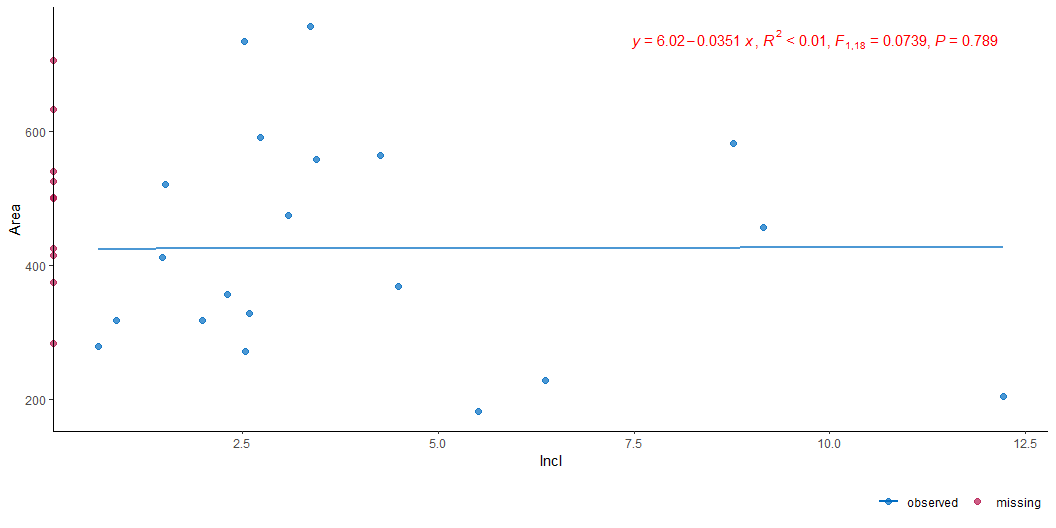 y = 6.02 − 0.0351 x, R2 < 0.01, F1,18 = 0.0739, P = 0.789
600
400
200
Area
2.5 5.0 7.5 10.0 12.5
Incl
observed missing